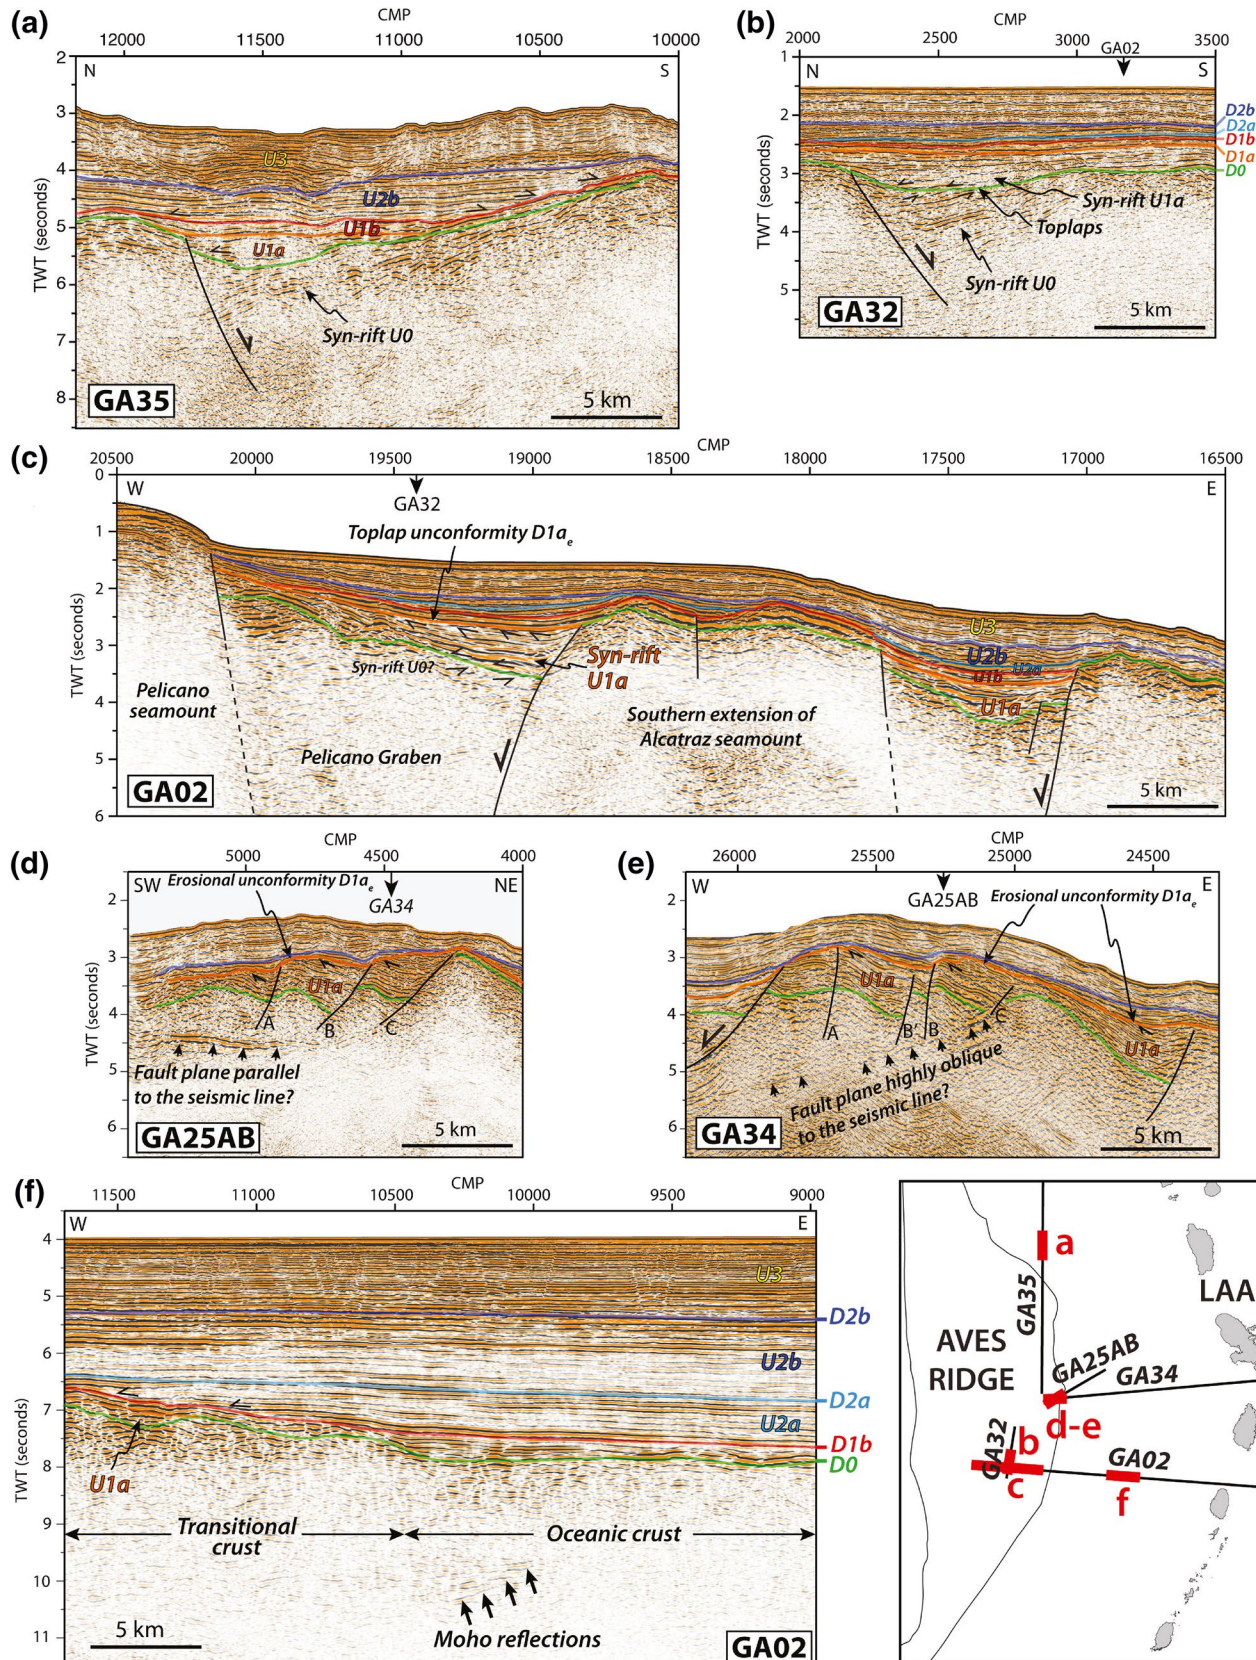 (a)
CMP
12000 11500 11000 10500 10000
2
N S
3
4
5
6
7
8
TWT (seconds)
U3
U2b
U1b
U1a
Syn-rift U0
GA35
5 km
(b)
CMP
2000 2500 3000 3500
GA02
1
N S
2
3
4
5
TWT (seconds)
D2b
D2a
D1b
D1a
D0
Syn-rift U1a
Toplaps
Syn-rift U0
GA32
5 km
(c)
CMP
20500 20000 19500 19000 18500 18000 17500 17000 16500
0
W E
GA32
Toplap unconformity D1ae
1
2
3
4
5
6
TWT (seconds)
U3
U2b
U2a
U1b
U1a
Syn-rift U0?
Syn-rift
U1a
Pelicano
seamount
Southern extension of
Alcatraz seamount
Pelicano Graben
GA02
5 km
(d)
CMP
5000 4500 4000
SW NE
Erosional unconformity D1ae
GA34
2
3
4
5
6
TWT (seconds)
U1a
A B C
Fault plane parallel
to the seismic line?
GA25AB
5 km
(e)
CMP
26000 25500 25000 24500
W E
GA25AB
Erosional unconformity D1ae
2
3
4
5
6
U1a
A B' B C
U1a
Fault plane highly oblique
to the seismic line?
GA34
5 km
(f)
CMP
11500 11000 10500 10000 9500 9000
W E
4
5
6
7
8
9
10
11
TWT (seconds)
U3
D2b
U2b
D2a
U2a
D1b
D0
U1a
Transitional
crust
Oceanic crust
Moho reflections
5 km
GA02
a
GA35
LAA
AVES
RIDGE
GA25AB
GA34
d-e
GA32
b
c
GA02
f